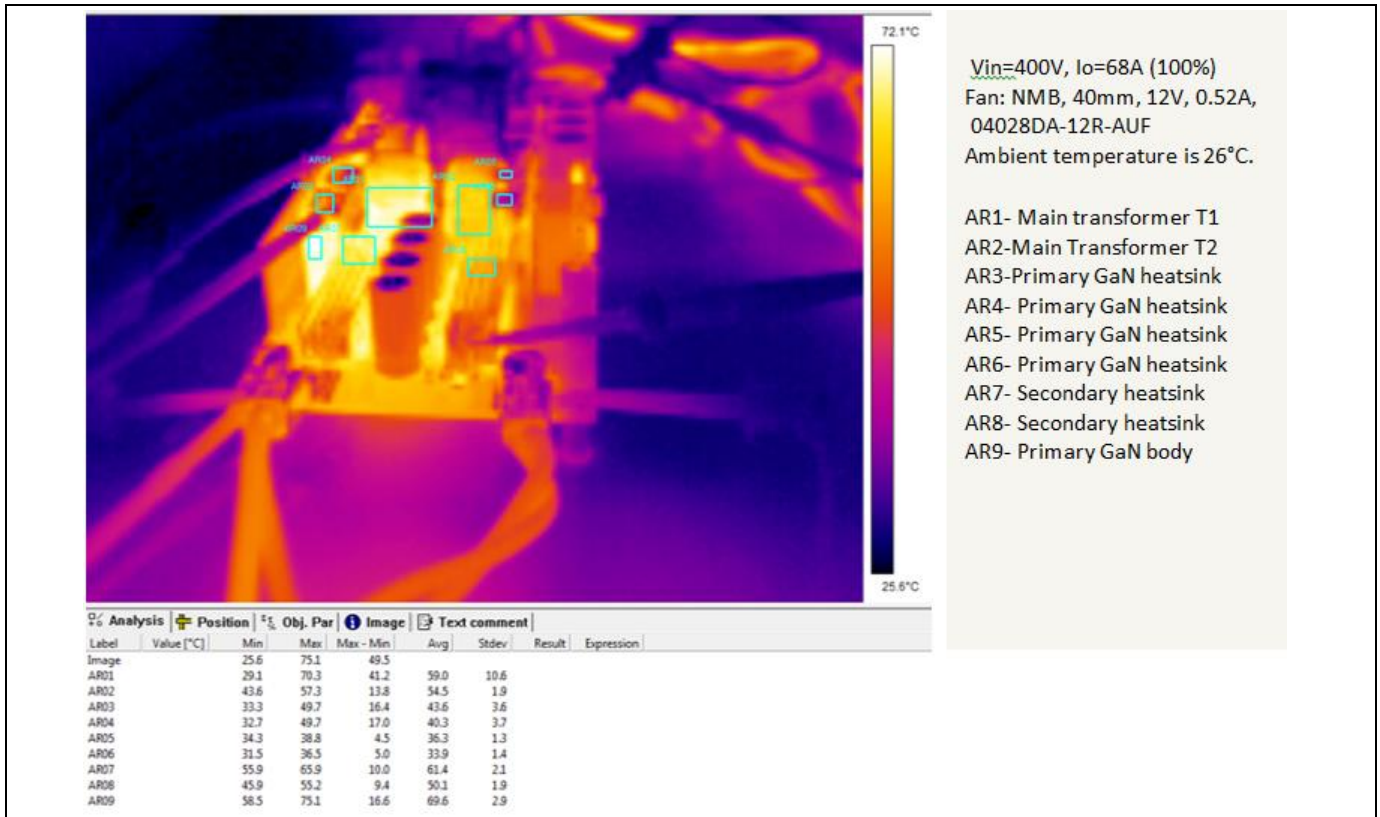 72.1°C
Vin=400V, Io=68A (100%)
Fan: NMB, 40mm, 12V, 0.52A,
04028DA-12R-AUF
Ambient temperature is 26°C.
AR1- Main transformer T1
AR2-Main Transformer T2
AR3-Primary GaN heatsink
AR4- Primary GaN heatsink
AR5- Primary GaN heatsink
AR6- Primary GaN heatsink
AR7- Secondary heatsink
AR8- Secondary heatsink
AR9- Primary GaN body
25.6°C
Analysis Position Obj. Par Image Text comment
Label Value [°C] Min Max Max - Min Avg Stdev Result Expression
Image 25.6 75.1 49.5
AR01 29.1 70.3 41.2 59.0 10.6
AR02 43.6 57.3 13.8 54.5 1.9
AR03 33.3 49.7 16.4 43.6 3.6
AR04 32.7 49.7 17.0 40.3 3.7
AR05 34.3 38.8 4.5 36.3 1.3
AR06 31.5 36.5 5.0 33.9 1.4
AR07 55.9 65.9 10.0 61.4 2.1
AR08 45.9 55.2 9.4 50.1 1.9
AR09 58.5 75.1 16.6 69.6 2.9